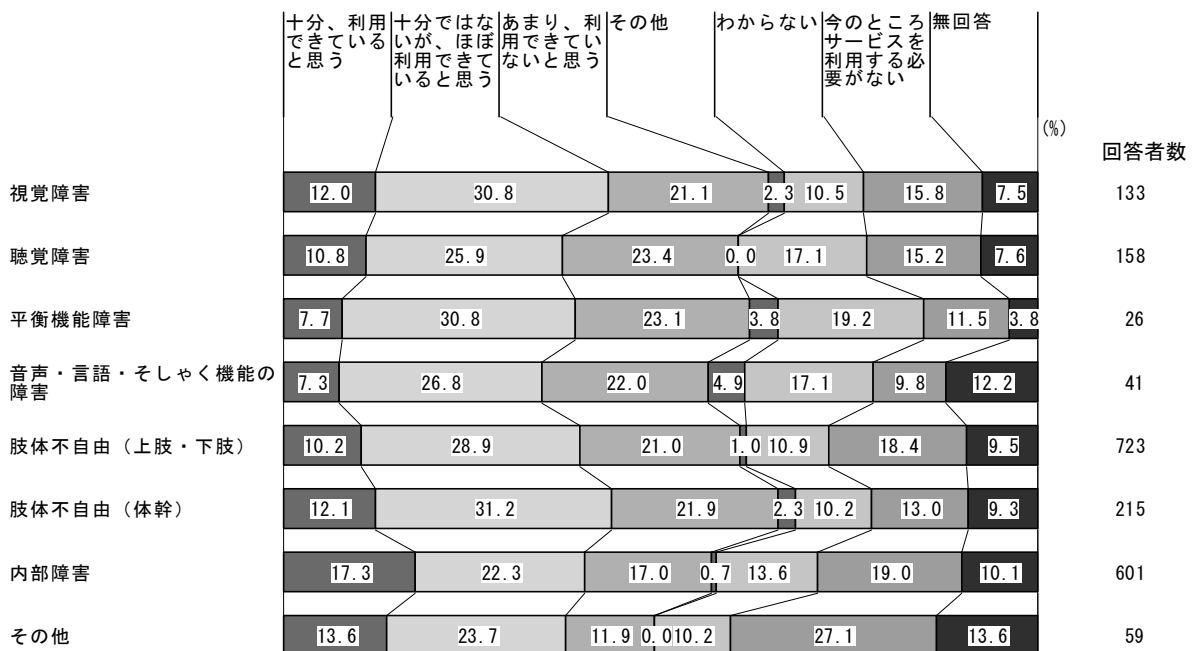 十分、利用
できている
と思う
十分ではな
いが、ほぼ
利用できて
いると思う
あまり、利
用できてい
ないと思う
その他
わからない
今のところ
サービスを
利用する必
要がない
無回答
(%)
回答者数
視覚障害 12.0 30.8 21.1 2.3 10.5 15.8 7.5 133
聴覚障害 10.8 25.9 23.4 0.0 17.1 15.2 7.6 158
平衡機能障害 7.7 30.8 23.1 3.8 19.2 11.5 3.8 26
音声・言語・そしゃく機能の
障害
7.3 26.8 22.0 4.9 17.1 9.8 12.2 41
肢体不自由（上肢・下肢） 10.2 28.9 21.0 1.0 10.9 18.4 9.5 723
肢体不自由（体幹） 12.1 31.2 21.9 2.3 10.2 13.0 9.3 215
内部障害 17.3 22.3 17.0 0.7 13.6 19.0 10.1 601
その他 13.6 23.7 11.9 0.0 10.2 27.1 13.6 59